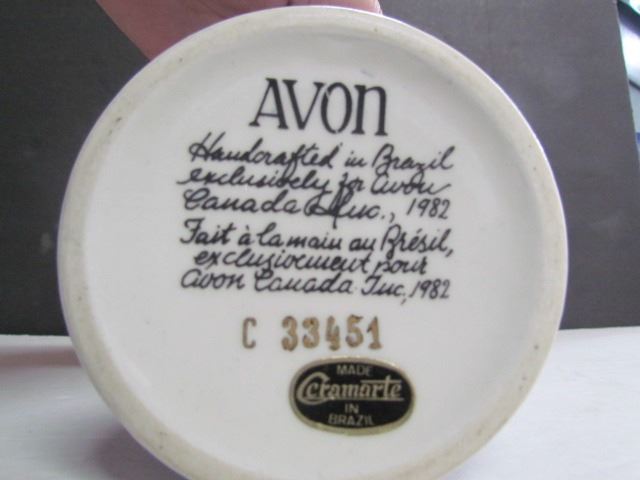 AVON
Handcrafted in Brazil
exclusively for Avon
Canada Inc., 1982
Fait à la main au Brésil,
exclusivement pour
Avon Canada Inc, 1982
C 33451
MADE
Ceramarte
IN
BRAZIL